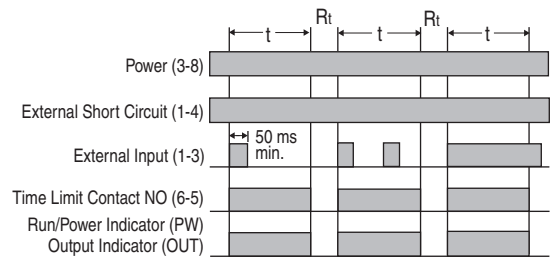 Rt Rt
t t t
Power (3-8)
External Short Circuit (1-4)
50 ms
External Input (1-3) min.
Time Limit Contact NO (6-5)
Run/Power Indicator (PW)
Output Indicator (OUT)